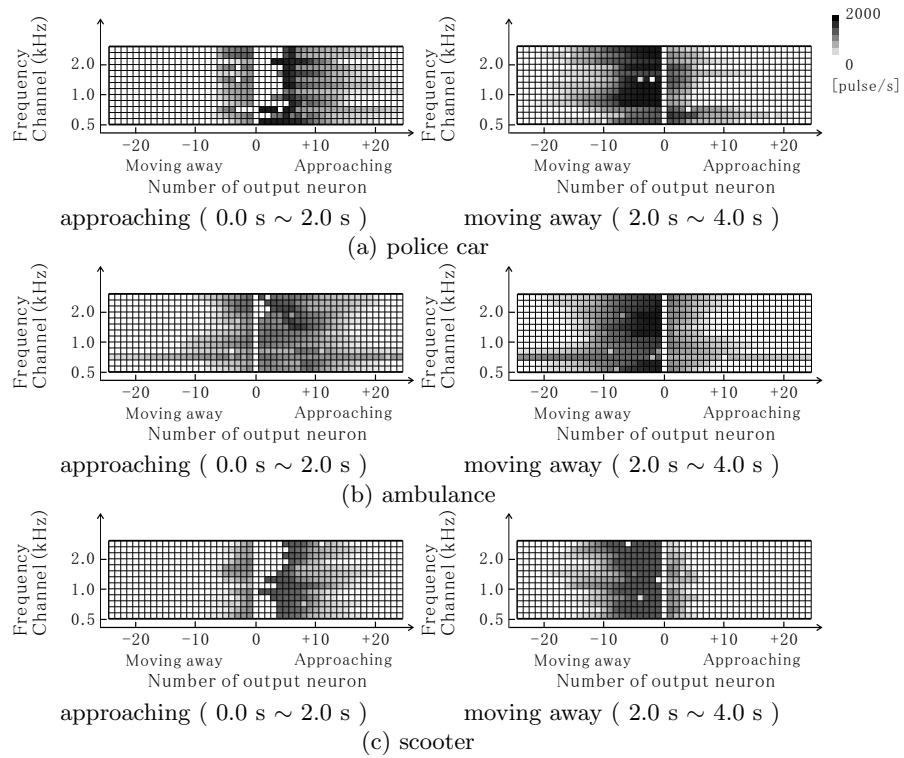 2000
0
[pulse/s]
Frequency
Channel (kHz)
2.0
1.0
0.5
−20 −10 0 +10 +20
Moving away Approaching
Number of output neuron
approaching ( 0.0 s ∼ 2.0 s )
Frequency
Channel (kHz)
2.0
1.0
0.5
−20 −10 0 +10 +20
Moving away Approaching
Number of output neuron
moving away ( 2.0 s ∼ 4.0 s )
(a) police car
Frequency
Channel (kHz)
2.0
1.0
0.5
−20 −10 0 +10 +20
Moving away Approaching
Number of output neuron
approaching ( 0.0 s ∼ 2.0 s )
Frequency
Channel (kHz)
2.0
1.0
0.5
−20 −10 0 +10 +20
Moving away Approaching
Number of output neuron
moving away ( 2.0 s ∼ 4.0 s )
(b) ambulance
Frequency
Channel (kHz)
2.0
1.0
0.5
−20 −10 0 +10 +20
Moving away Approaching
Number of output neuron
approaching ( 0.0 s ∼ 2.0 s )
Frequency
Channel (kHz)
2.0
1.0
0.5
−20 −10 0 +10 +20
Moving away Approaching
Number of output neuron
moving away ( 2.0 s ∼ 4.0 s )
(c) scooter